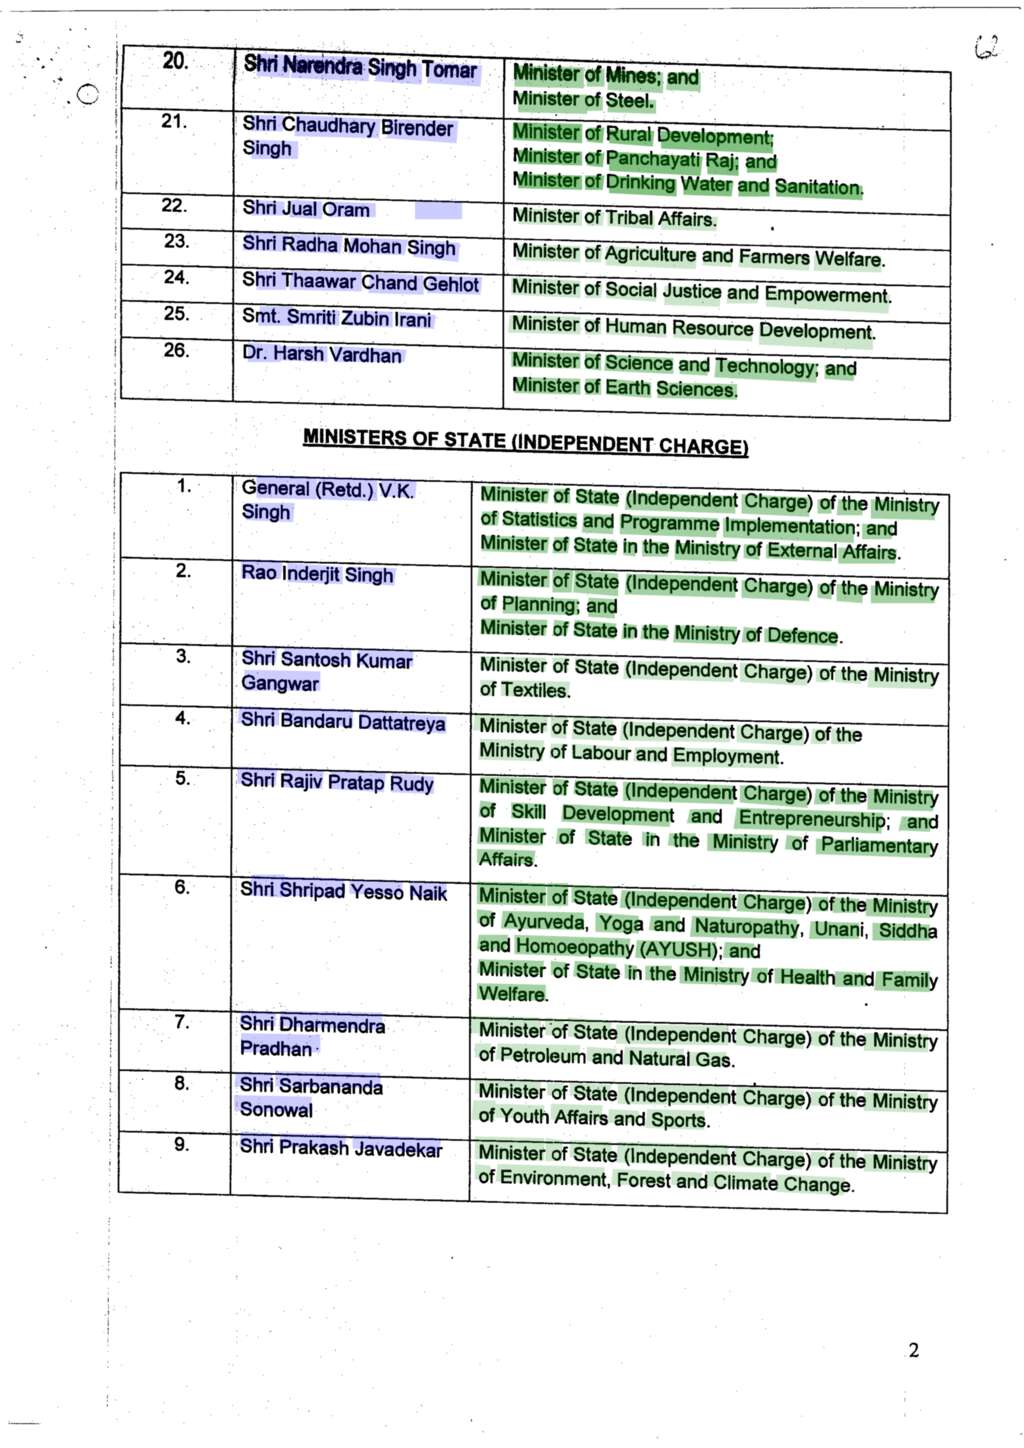 62
20. Shri Narendra Singh Tomar Minister of Mines; and
Minister of Steel.
21. Shri Chaudhary Birender Minister of Rural Development;
Singh Minister of Panchayati Raj; and
Minister of Drinking Water and Sanitation.
22. Shri Jual Oram Minister of Tribal Affairs.
23. Shri Radha Mohan Singh Minister of Agriculture and Farmers Welfare.
24. Shri Thaawar Chand Gehlot Minister of Social Justice and Empowerment.
25. Smt. Smriti Zubin Irani Minister of Human Resource Development.
26. Dr. Harsh Vardhan Minister of Science and Technology; and
Minister of Earth Sciences.
MINISTERS OF STATE (INDEPENDENT CHARGE)
1. General (Retd.) V.K. Minister of State (Independent Charge) of the Ministry
Singh of Statistics and Programme Implementation; and
Minister of State in the Ministry of External Affairs.
2. Rao Inderjit Singh Minister of State (Independent Charge) of the Ministry
of Planning; and
Minister of State in the Ministry of Defence.
3. Shri Santosh Kumar Minister of State (Independent Charge) of the Ministry
Gangwar of Textiles.
4. Shri Bandaru Dattatreya Minister of State (Independent Charge) of the
Ministry of Labour and Employment.
5. Shri Rajiv Pratap Rudy Minister of State (Independent Charge) of the Ministry
of Skill Development and Entrepreneurship; and
Minister of State in the Ministry of Parliamentary
Affairs.
6. Shri Shripad Yesso Naik Minister of State (Independent Charge) of the Ministry
of Ayurveda, Yoga and Naturopathy, Unani, Siddha
and Homoeopathy (AYUSH); and
Minister of State in the Ministry of Health and Family
Welfare.
7. Shri Dharmendra Minister of State (Independent Charge) of the Ministry
Pradhan of Petroleum and Natural Gas.
8. Shri Sarbananda Minister of State (Independent Charge) of the Ministry
Sonowal of Youth Affairs and Sports.
9. Shri Prakash Javadekar Minister of State (Independent Charge) of the Ministry
of Environment, Forest and Climate Change.
2